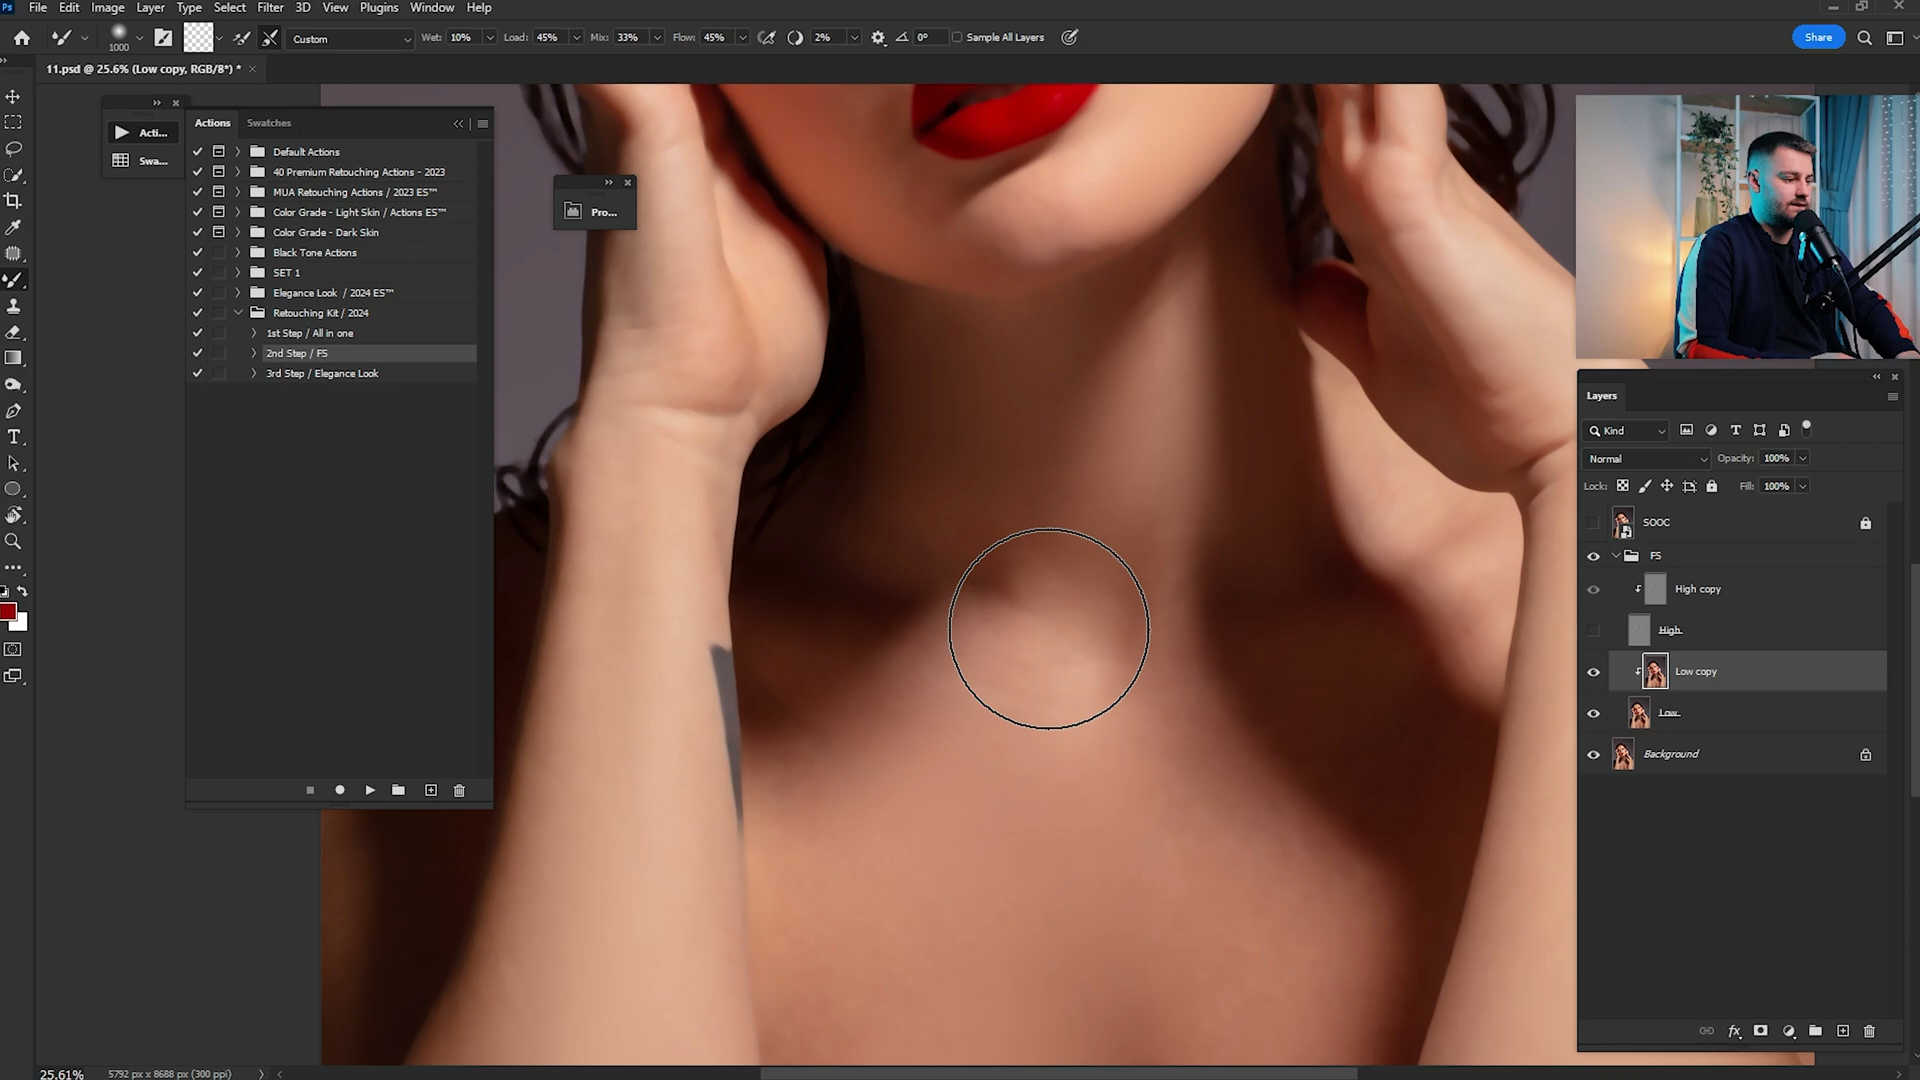 Ps File Edit Image Layer Type Select Filter 3D View Plugins Window Help
1000 Custom Wet: 10% Load: 45% Mix: 33% Flow: 45% 2% 0° Sample All Layers Share
11.psd @ 25.6% (Low copy, RGB/8*) *
Acti...
Swa...
Actions Swatches
Default Actions
40 Premium Retouching Actions - 2023
MUA Retouching Actions / 2023 ES™
Color Grade - Light Skin / Actions ES™
Color Grade - Dark Skin
Black Tone Actions
SET 1
Elegance Look / 2024 ES™
Retouching Kit / 2024
1st Step / All in one
2nd Step / FS
3rd Step / Elegance Look
Pro...
Layers
Kind
Normal Opacity: 100%
Lock: Fill: 100%
SOOC
FS
High copy
High
Low copy
Low
Background
fx
25.61% 5792 px x 8688 px (300 ppi)